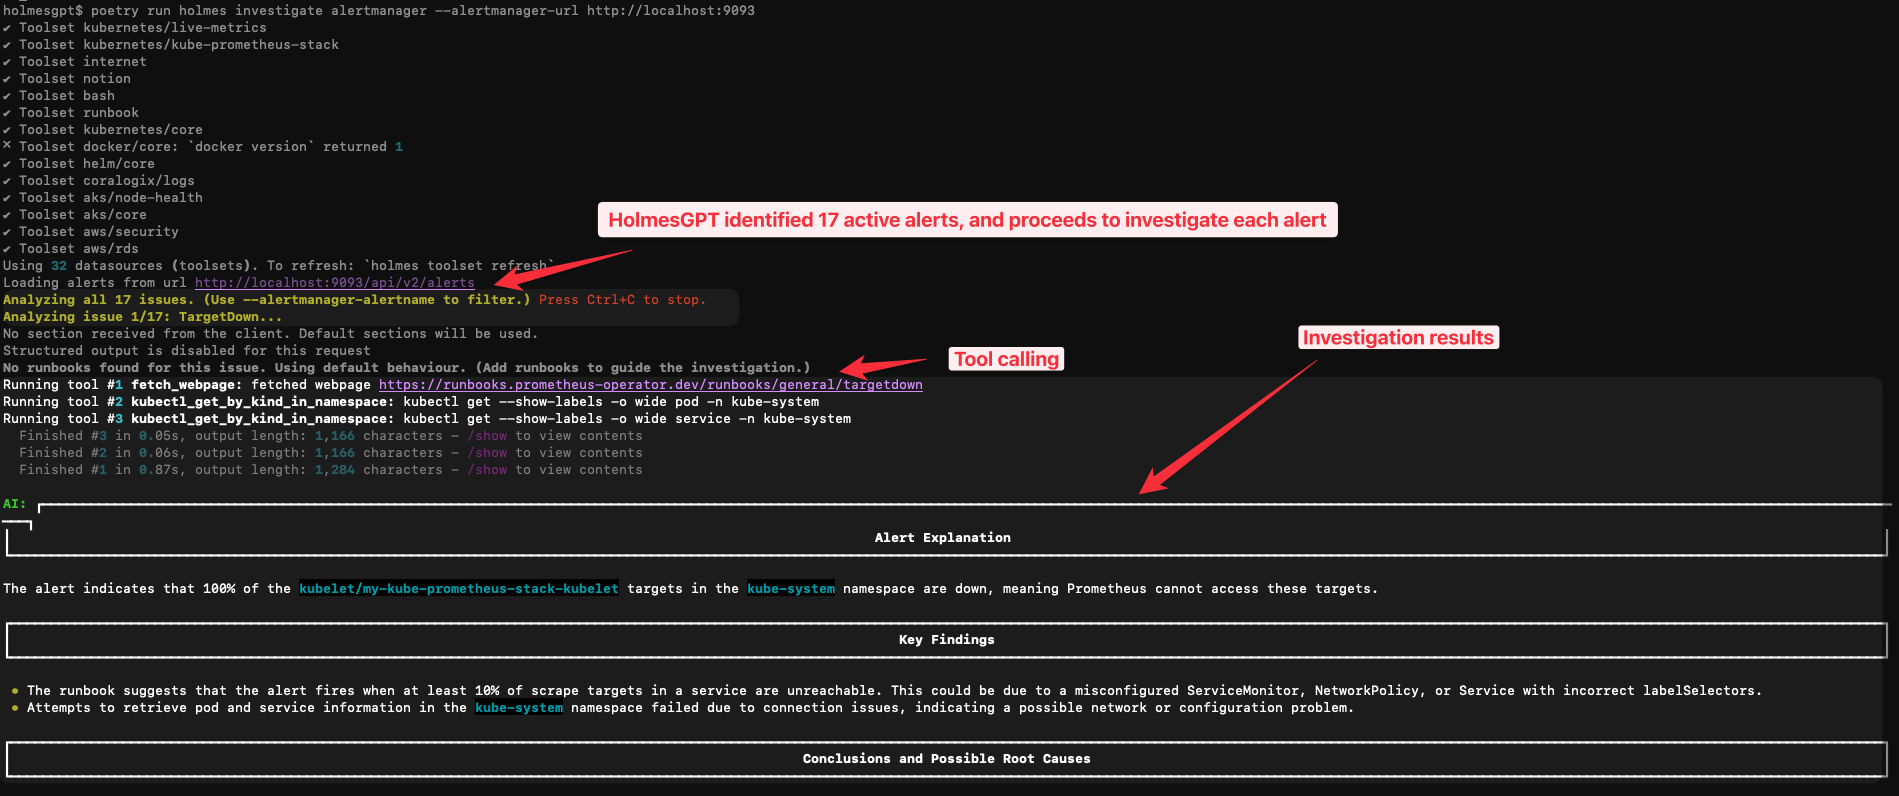 holmesgpt$ poetry run holmes investigate alertmanager --alertmanager-url http://localhost:9093
✔ Toolset kubernetes/live-metrics
✔ Toolset kubernetes/kube-prometheus-stack
✔ Toolset internet
✔ Toolset notion
✔ Toolset bash
✔ Toolset runbook
✔ Toolset kubernetes/core
✕ Toolset docker/core: `docker version` returned 1
✔ Toolset helm/core
✔ Toolset coralogix/logs
✔ Toolset aks/node-health
✔ Toolset aks/core
✔ Toolset aws/security
✔ Toolset aws/rds
HolmesGPT identified 17 active alerts, and proceeds to investigate each alert
Using 32 datasources (toolsets). To refresh: `holmes toolset refresh`
Loading alerts from url http://localhost:9093/api/v2/alerts
Analyzing all 17 issues. (Use --alertmanager-alertname to filter.) Press Ctrl+C to stop.
Analyzing issue 1/17: TargetDown...
No section received from the client. Default sections will be used.
Investigation results
Structured output is disabled for this request
Tool calling
No runbooks found for this issue. Using default behaviour. (Add runbooks to guide the investigation.)
Running tool #1 fetch_webpage: fetched webpage https://runbooks.prometheus-operator.dev/runbooks/general/targetdown
Running tool #2 kubectl_get_by_kind_in_namespace: kubectl get --show-labels -o wide pod -n kube-system
Running tool #3 kubectl_get_by_kind_in_namespace: kubectl get --show-labels -o wide service -n kube-system
Finished #3 in 0.05s, output length: 1,166 characters - /show to view contents
Finished #2 in 0.06s, output length: 1,166 characters - /show to view contents
Finished #1 in 0.87s, output length: 1,284 characters - /show to view contents
AI:
Alert Explanation
The alert indicates that 100% of the kubelet/my-kube-prometheus-stack-kubelet targets in the kube-system namespace are down, meaning Prometheus cannot access these targets.
Key Findings
• The runbook suggests that the alert fires when at least 10% of scrape targets in a service are unreachable. This could be due to a misconfigured ServiceMonitor, NetworkPolicy, or Service with incorrect labelSelectors.
• Attempts to retrieve pod and service information in the kube-system namespace failed due to connection issues, indicating a possible network or configuration problem.
Conclusions and Possible Root Causes